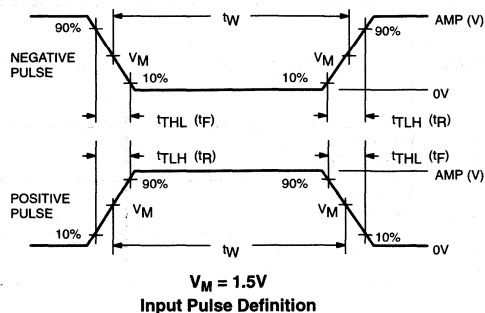 tW
AMP (V)
90%
90%
NEGATIVE
PULSE
VM
VM
10%
10%
0V
tTHL (tF)
tTLH (tR)
tTLH (tR)
tTHL (tF)
AMP (V)
90%
90%
POSITIVE
PULSE
VM
VM
10%
10%
tW
0V
VM = 1.5V
Input Pulse Definition